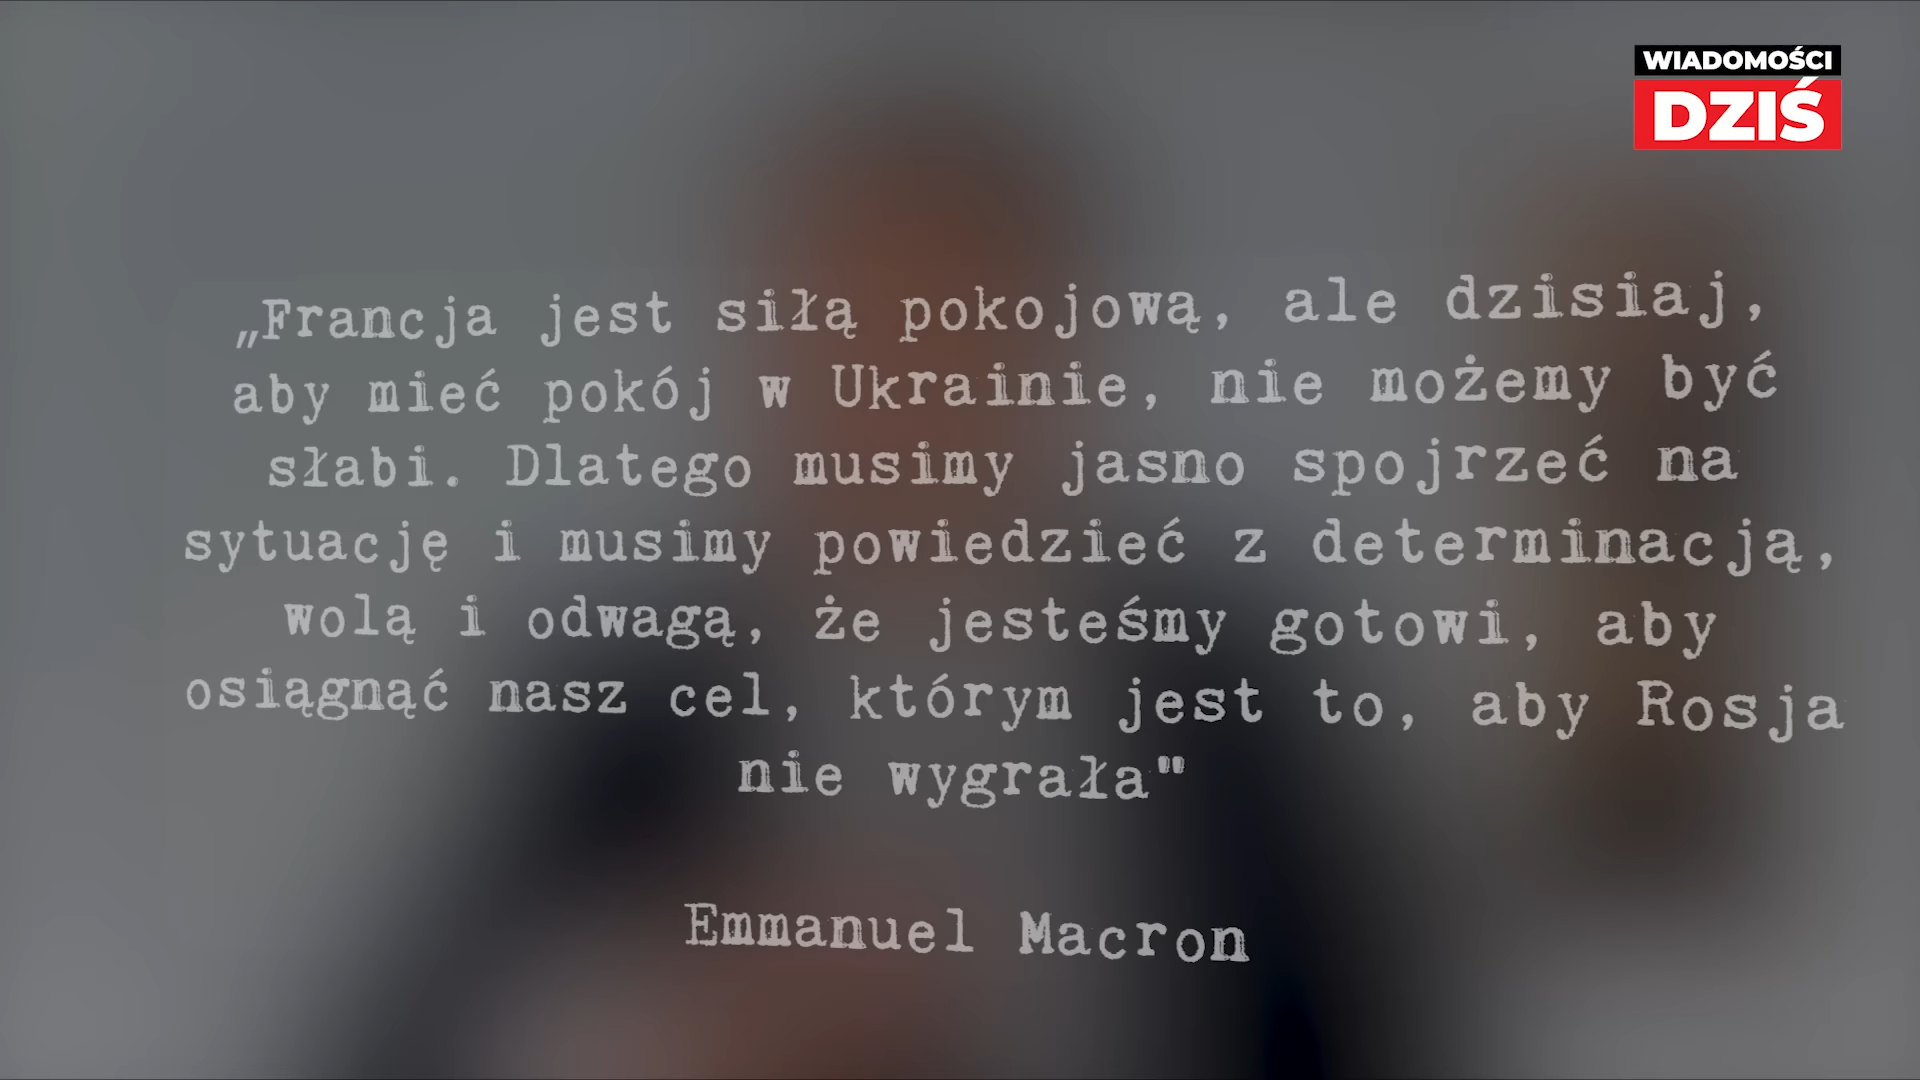 WIADOMOŚCI
DZIŚ
„Francja jest siłą pokojową, ale dzisiaj,
aby mieć pokój w Ukrainie, nie możemy być
słabi. Dlatego musimy jasno spojrzeć na
sytuację i musimy powiedzieć z determinacją,
wolą i odwagą, że jesteśmy gotowi, aby
osiągnąć nasz cel, którym jest to, aby Rosja
nie wygrała"
Emmanuel Macron